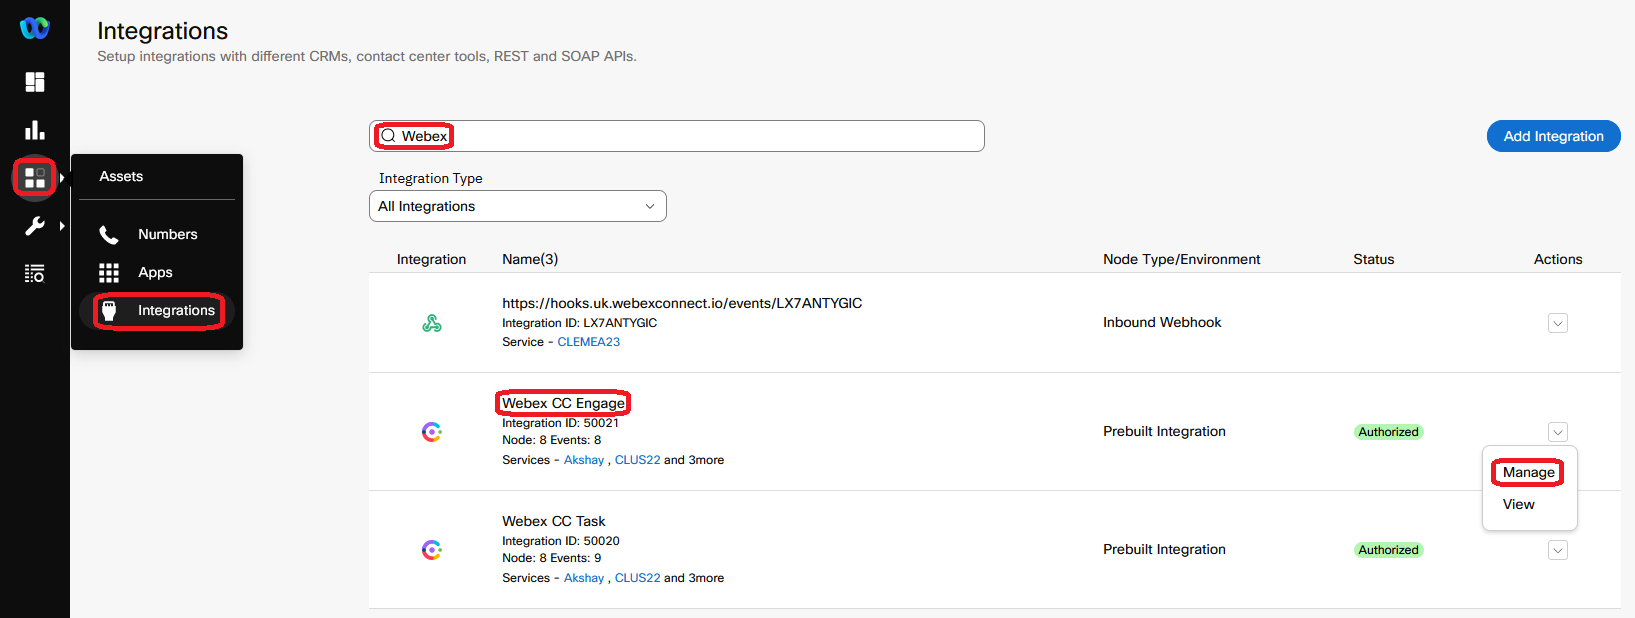 Integrations
Setup integrations with different CRMs, contact center tools, REST and SOAP APIs.
Webex
Add Integration
Assets
Numbers
Apps
Integrations
Integration Type
All Integrations
Integration Name(3) Node Type/Environment Status Actions
https://hooks.uk.webexconnect.io/events/LX7ANTYGIC
Integration ID: LX7ANTYGIC
Service - CLEMEA23
Inbound Webhook
Webex CC Engage
Integration ID: 50021
Node: 8 Events: 8
Services - Akshay , CLUS22 and 3more
Prebuilt Integration
Authorized
Manage
View
Webex CC Task
Integration ID: 50020
Node: 8 Events: 9
Services - Akshay , CLUS22 and 3more
Prebuilt Integration
Authorized